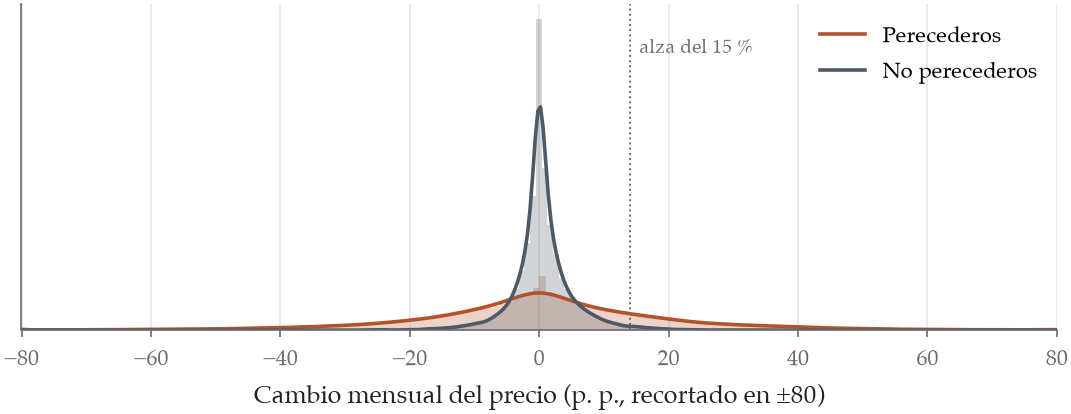 alza del 15 %
Perecederos
No perecederos
−80 −60 −40 −20 0 20 40 60 80
Cambio mensual del precio (p. p., recortado en ±80)